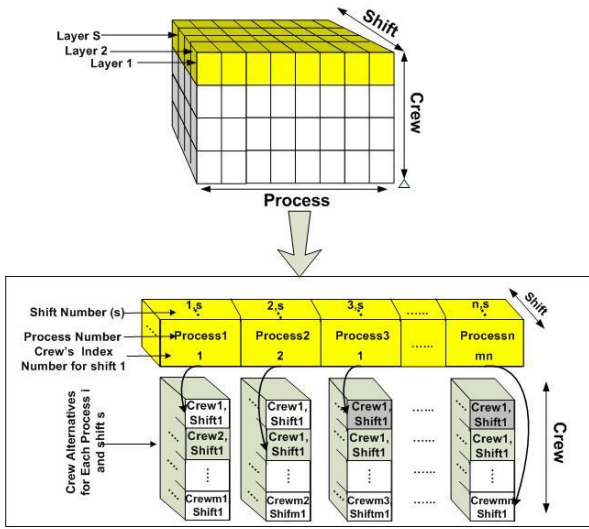 Shift
Layer S
Layer 2
Layer 1
Crew
Process
Shift
1,s 2,s 3,s ...... n,s
Shift Number (s)
Process Number
Process1 Process2 Process3 ...... Processn
Crew's Index
Number for shift 1
1 2 1 mn
Crew Alternatives
for Each Process i
and shift s
Crew1, Crew1, Crew1, ...... Crew1,
Shift1 Shift1 Shift1 Shift1
Crew2, Crew1, Crew1, ...... Crew1,
Shift1 Shift1 Shift1 Shift1
Crewm1 Crewm2 Crewm3, ...... Crewmn
Shift1 Shifm1 Shiftm1 Shift1
Crew